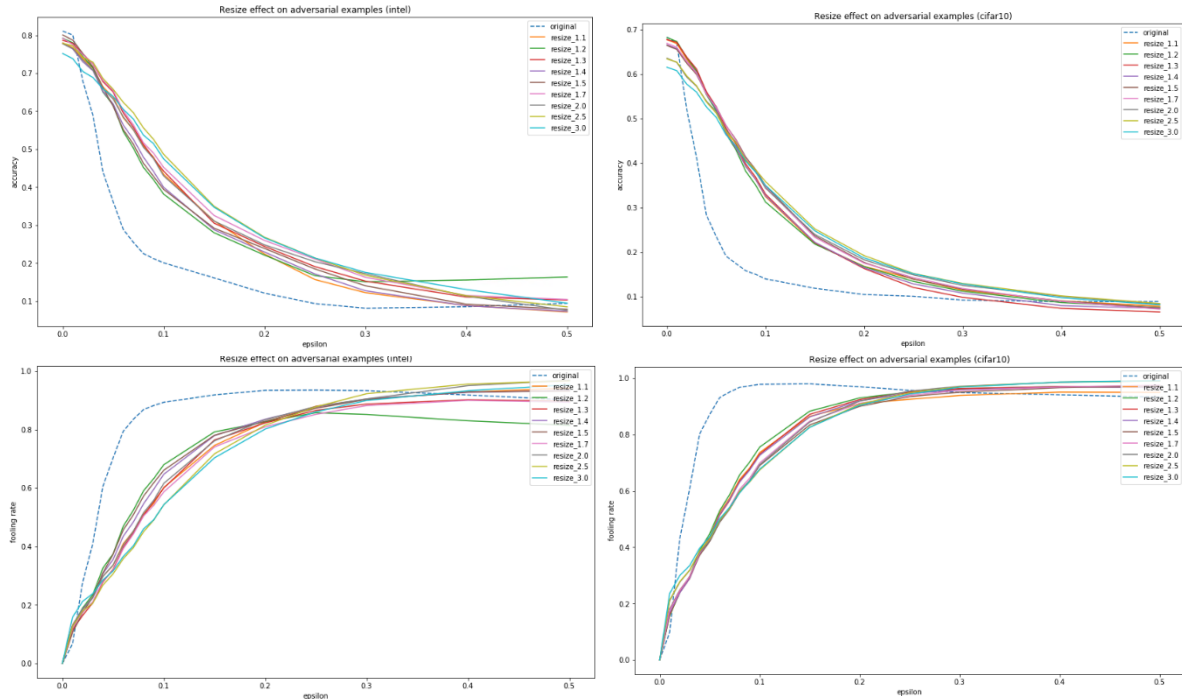 Resize effect on adversarial examples (intel)
0.8
0.7
0.6
0.5
0.4
0.3
0.2
0.1
accuracy
0.0
0.1
0.2
0.3
0.4
0.5
epsilon
original
resize_1.1
resize_1.2
resize_1.3
resize_1.4
resize_1.5
resize_1.7
resize_2.0
resize_2.5
resize_3.0
Resize effect on adversarial examples (cifar10)
0.7
0.6
0.5
0.4
0.3
0.2
0.1
accuracy
0.0
0.1
0.2
0.3
0.4
0.5
epsilon
original
resize_1.1
resize_1.2
resize_1.3
resize_1.4
resize_1.5
resize_1.7
resize_2.0
resize_2.5
resize_3.0
Resize effect on adversarial examples (intel)
1.0
0.8
0.6
0.4
0.2
0.0
fooling rate
0.0
0.1
0.2
0.3
0.4
0.5
epsilon
original
resize_1.1
resize_1.2
resize_1.3
resize_1.4
resize_1.5
resize_1.7
resize_2.0
resize_2.5
resize_3.0
Resize effect on adversarial examples (cifar10)
1.0
0.8
0.6
0.4
0.2
0.0
fooling rate
0.0
0.1
0.2
0.3
0.4
0.5
epsilon
original
resize_1.1
resize_1.2
resize_1.3
resize_1.4
resize_1.5
resize_1.7
resize_2.0
resize_2.5
resize_3.0